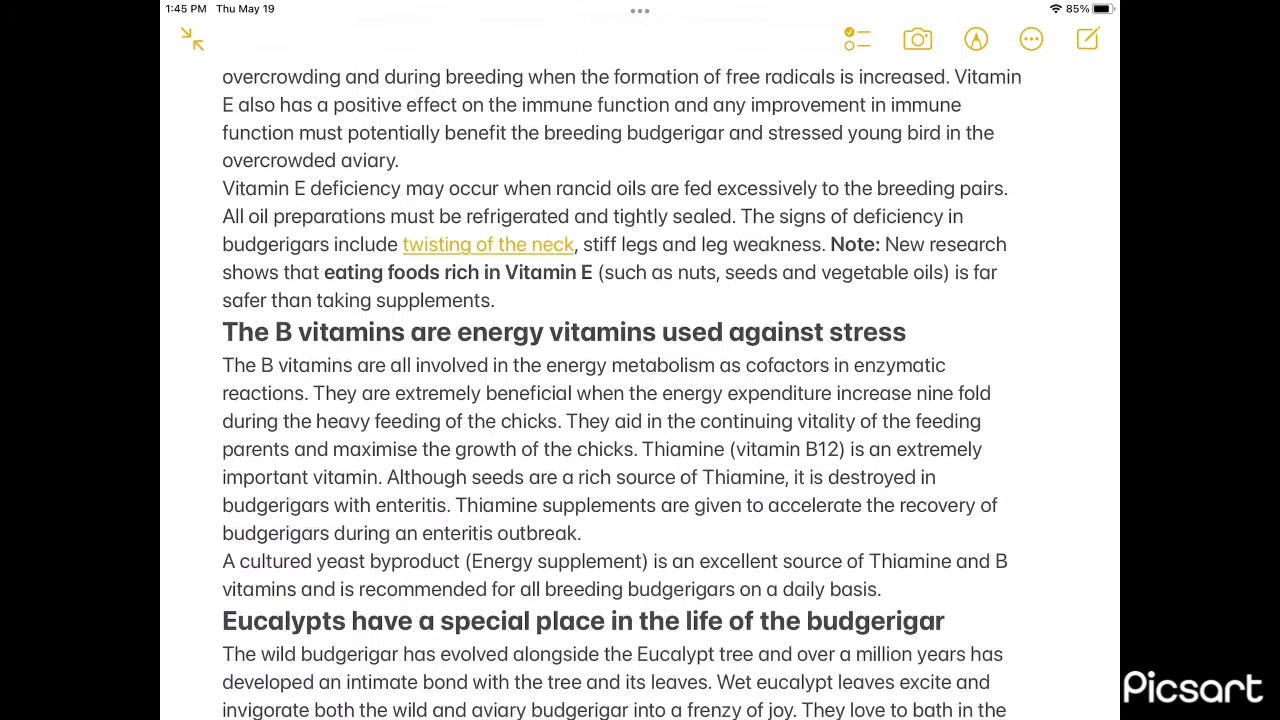 1:45 PM Thu May 19
85%
overcrowding and during breeding when the formation of free radicals is increased. Vitamin
E also has a positive effect on the immune function and any improvement in immune
function must potentially benefit the breeding budgerigar and stressed young bird in the
overcrowded aviary.
Vitamin E deficiency may occur when rancid oils are fed excessively to the breeding pairs.
All oil preparations must be refrigerated and tightly sealed. The signs of deficiency in
budgerigars include twisting of the neck, stiff legs and leg weakness. Note: New research
shows that eating foods rich in Vitamin E (such as nuts, seeds and vegetable oils) is far
safer than taking supplements.
The B vitamins are energy vitamins used against stress
The B vitamins are all involved in the energy metabolism as cofactors in enzymatic
reactions. They are extremely beneficial when the energy expenditure increase nine fold
during the heavy feeding of the chicks. They aid in the continuing vitality of the feeding
parents and maximise the growth of the chicks. Thiamine (vitamin B12) is an extremely
important vitamin. Although seeds are a rich source of Thiamine, it is destroyed in
budgerigars with enteritis. Thiamine supplements are given to accelerate the recovery of
budgerigars during an enteritis outbreak.
A cultured yeast byproduct (Energy supplement) is an excellent source of Thiamine and B
vitamins and is recommended for all breeding budgerigars on a daily basis.
Eucalypts have a special place in the life of the budgerigar
The wild budgerigar has evolved alongside the Eucalypt tree and over a million years has
developed an intimate bond with the tree and its leaves. Wet eucalypt leaves excite and
invigorate both the wild and aviary budgerigar into a frenzy of joy. They love to bath in the
Picsart